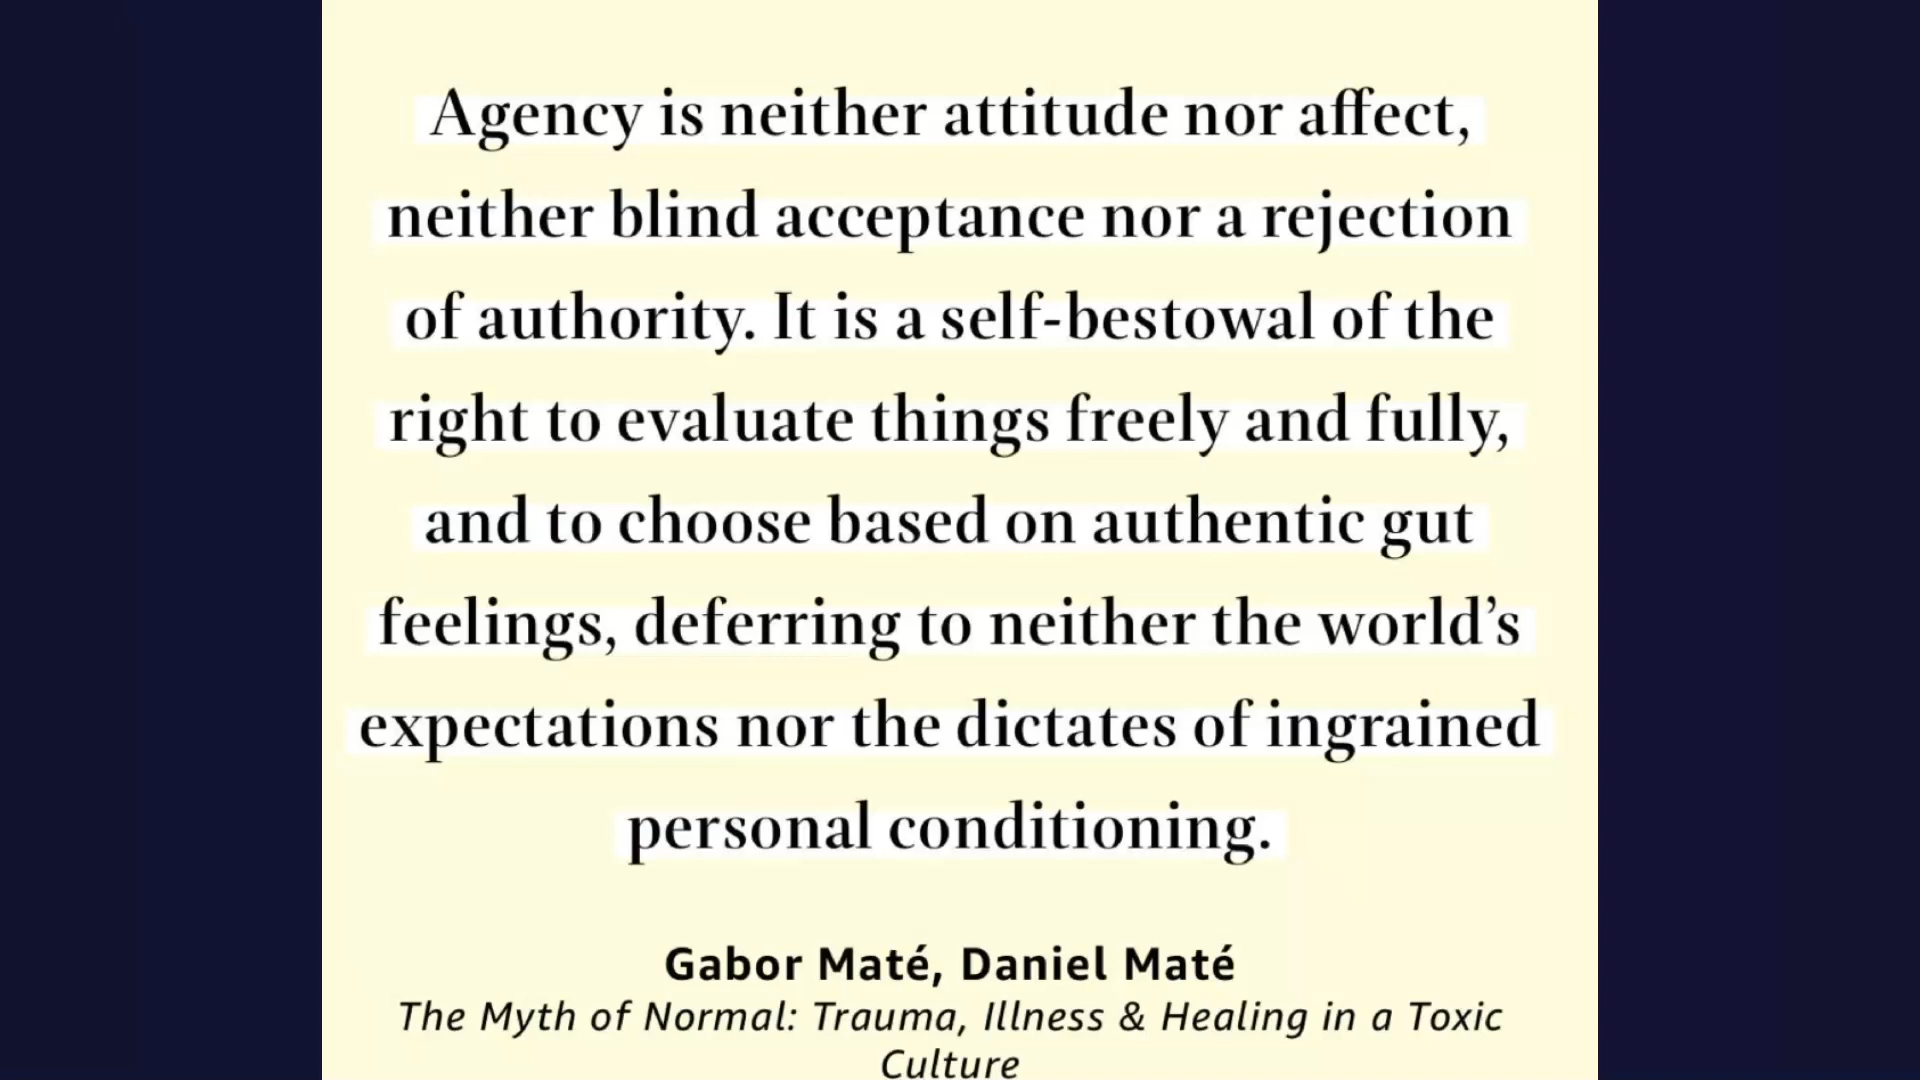 Agency is neither attitude nor affect,
neither blind acceptance nor a rejection
of authority. It is a self-bestowal of the
right to evaluate things freely and fully,
and to choose based on authentic gut
feelings, deferring to neither the world’s
expectations nor the dictates of ingrained
personal conditioning.
Gabor Maté, Daniel Maté
The Myth of Normal: Trauma, Illness & Healing in a Toxic
Culture